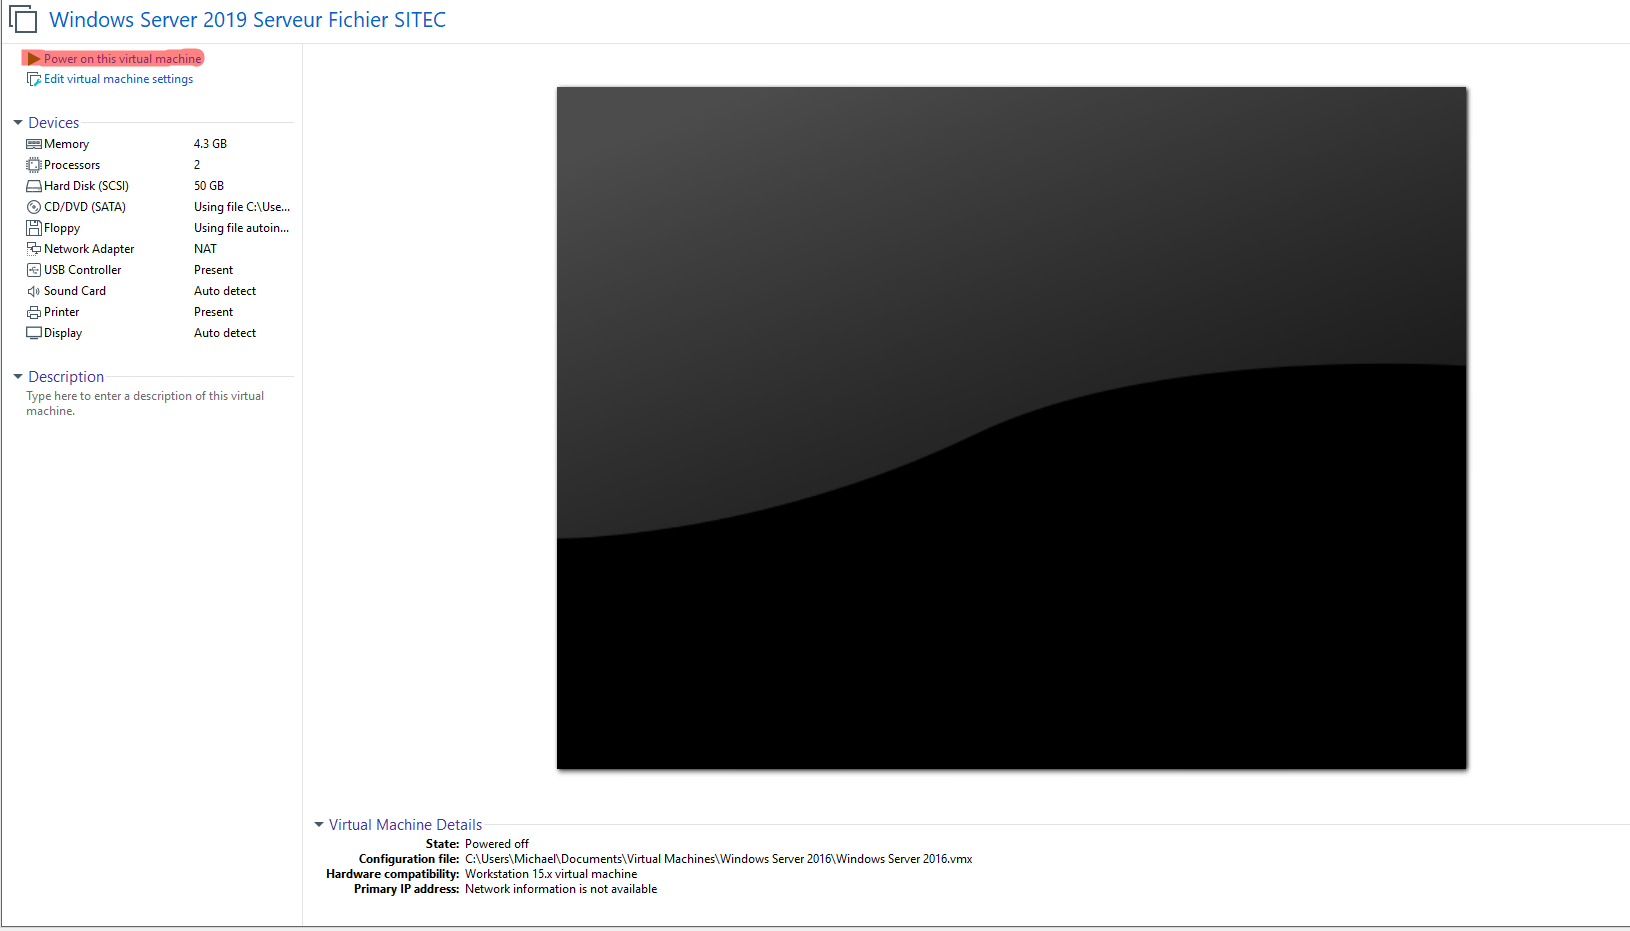 Windows Server 2019 Serveur Fichier SITEC
Power on this virtual machine
Edit virtual machine settings
Devices
Memory 4.3 GB
Processors 2
Hard Disk (SCSI) 50 GB
CD/DVD (SATA) Using file C:\Use...
Floppy Using file autoin...
Network Adapter NAT
USB Controller Present
Sound Card Auto detect
Printer Present
Display Auto detect
Description
Type here to enter a description of this virtual
machine.
Virtual Machine Details
State: Powered off
Configuration file: C:\Users\Michael\Documents\Virtual Machines\Windows Server 2016\Windows Server 2016.vmx
Hardware compatibility: Workstation 15.x virtual machine
Primary IP address: Network information is not available